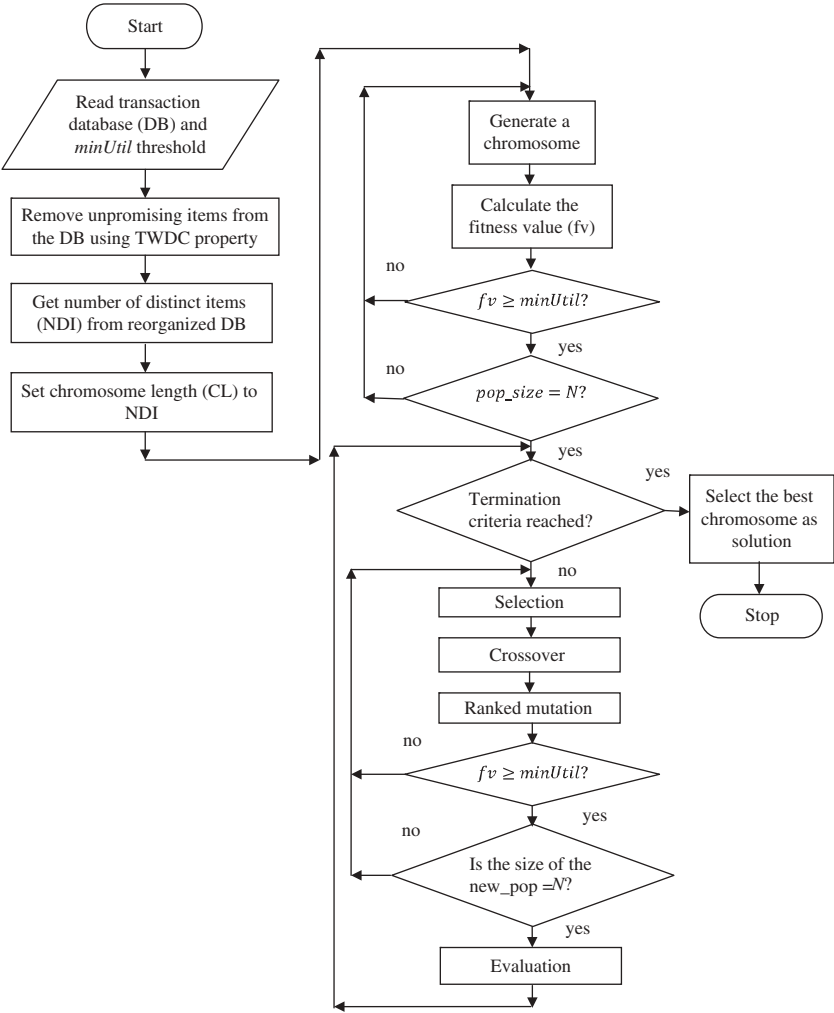 Start
Read transaction
database (DB) and
minUtil threshold
Remove unpromising items from
the DB using TWDC property
Get number of distinct items
(NDI) from reorganized DB
Set chromosome length (CL) to
NDI
Generate a
chromosome
Calculate the
fitness value (fv)
no
fv ≥ minUtil?
yes
no
pop_size = N?
yes
Termination
criteria reached?
yes
Select the best
chromosome as
solution
Stop
no
Selection
Crossover
Ranked mutation
no
fv ≥ minUtil?
yes
no
Is the size of the
new_pop =N?
yes
Evaluation